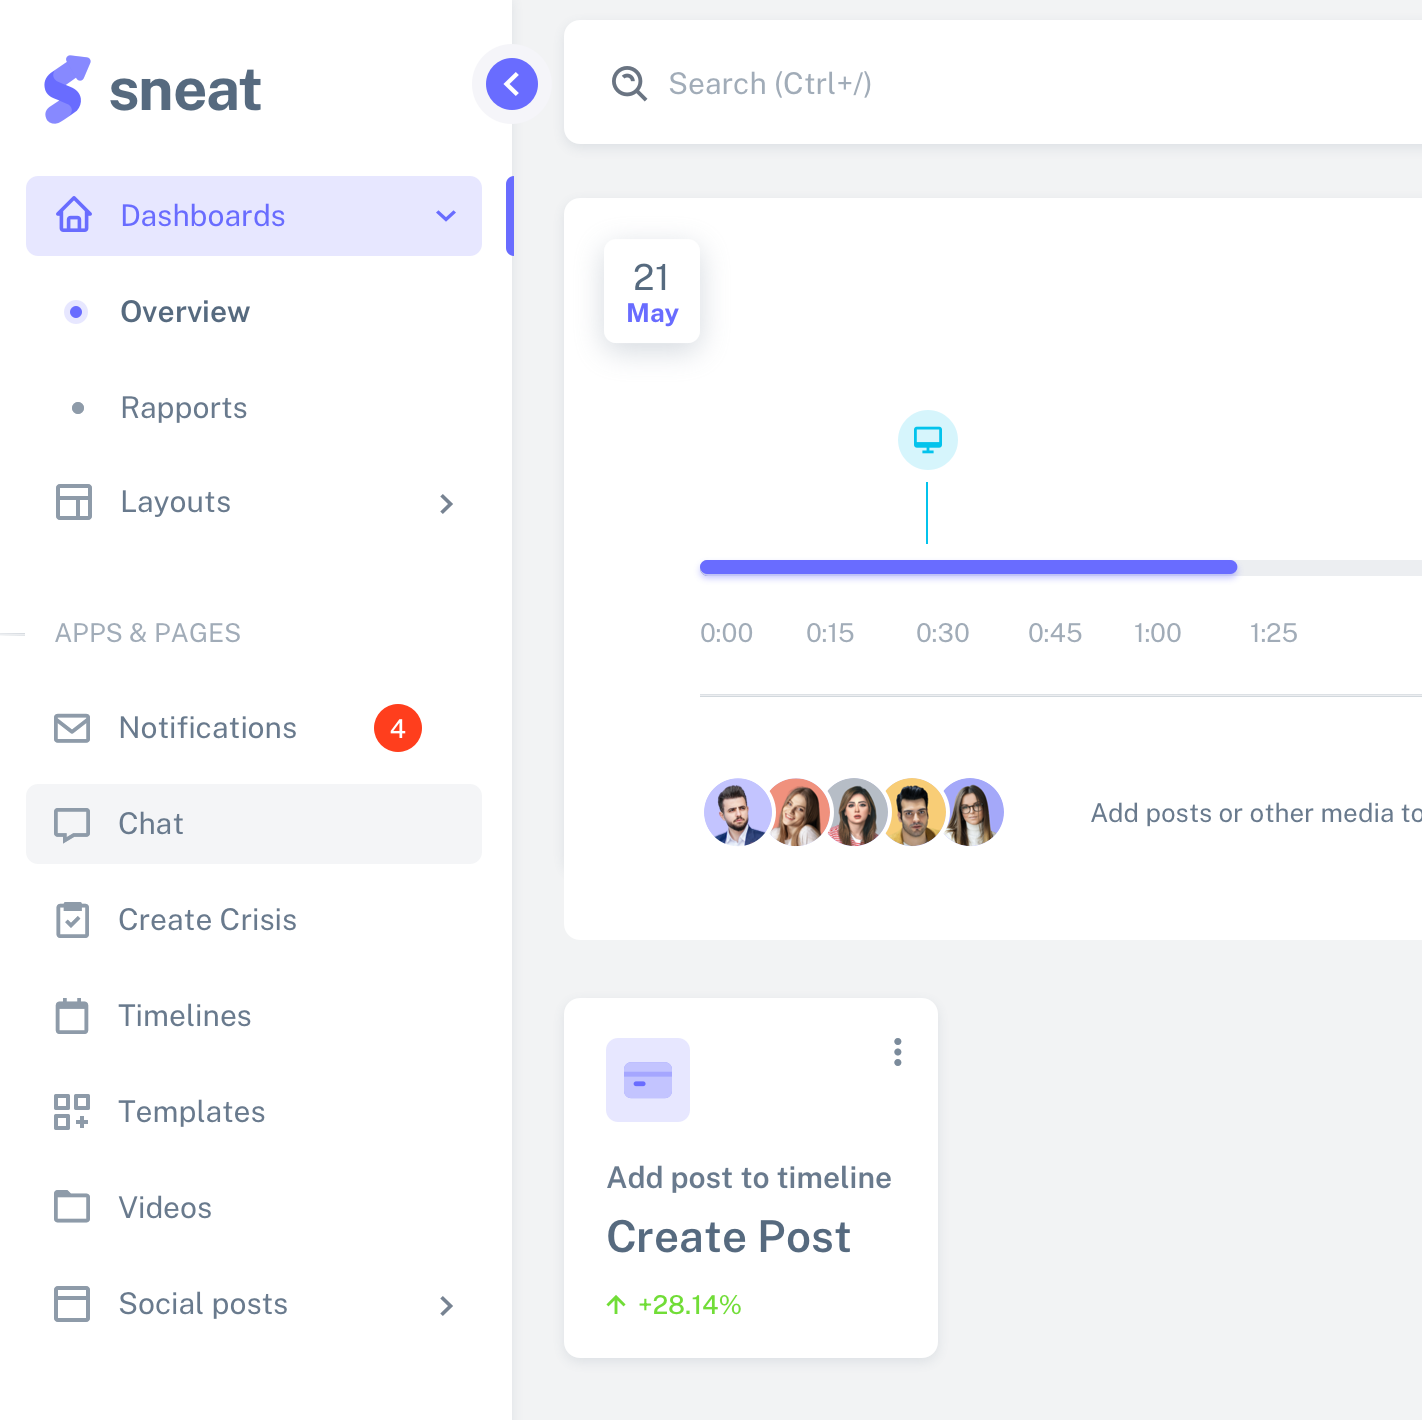 sneat
Search (Ctrl+/)
Dashboards
Overview
Rapports
Layouts
APPS & PAGES
Notifications
4
Chat
Create Crisis
Timelines
Templates
Videos
Social posts
21
May
0:00 0:15 0:30 0:45 1:00 1:25
Add posts or other media to
Add post to timeline
Create Post
+28.14%